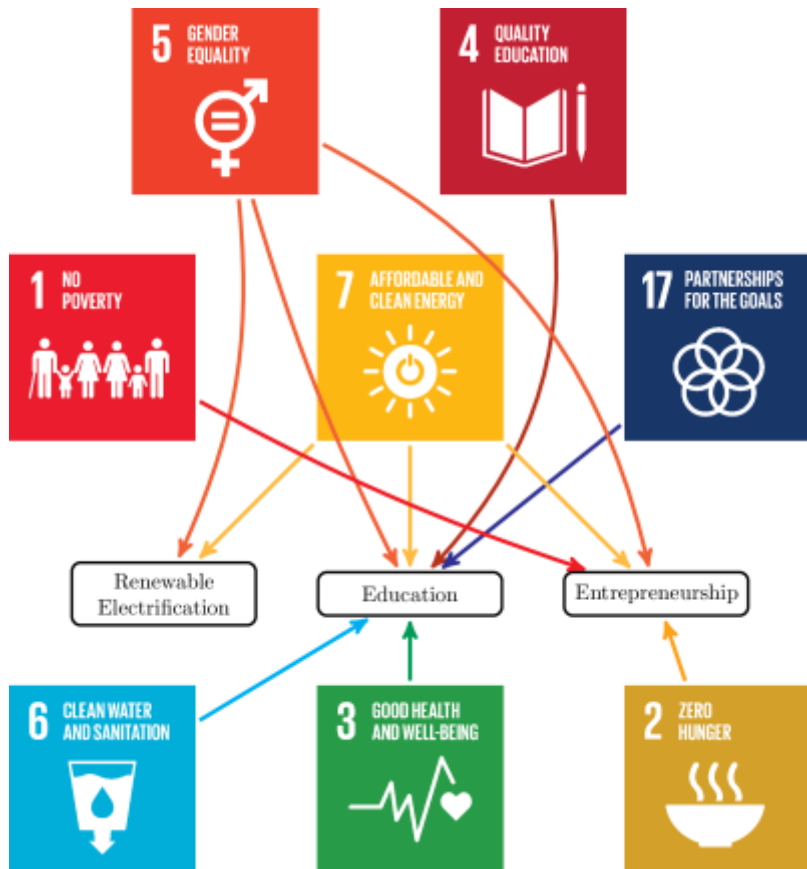 5 GENDER
EQUALITY
4 QUALITY
EDUCATION
1 NO
POVERTY
7 AFFORDABLE AND
CLEAN ENERGY
17 PARTNERSHIPS
FOR THE GOALS
Renewable
Electrification
Education
Entrepreneurship
6 CLEAN WATER
AND SANITATION
3 GOOD HEALTH
AND WELL-BEING
2 ZERO
HUNGER